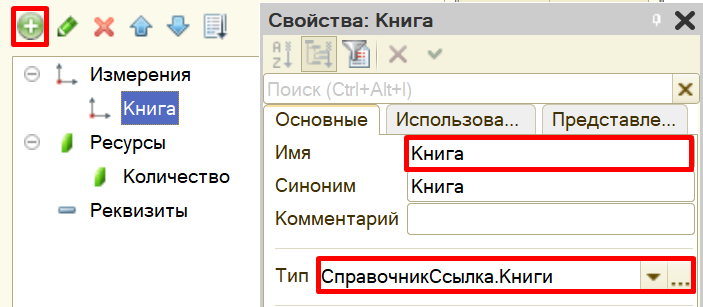 Измерения
Книга
Ресурсы
Количество
Реквизиты
Свойства: Книга
A
Z
Поиск (Ctrl+Alt+I)
Основные Использова... Представле...
Имя Книга
Синоним Книга
Комментарий
Тип СправочникСсылка.Книги ...